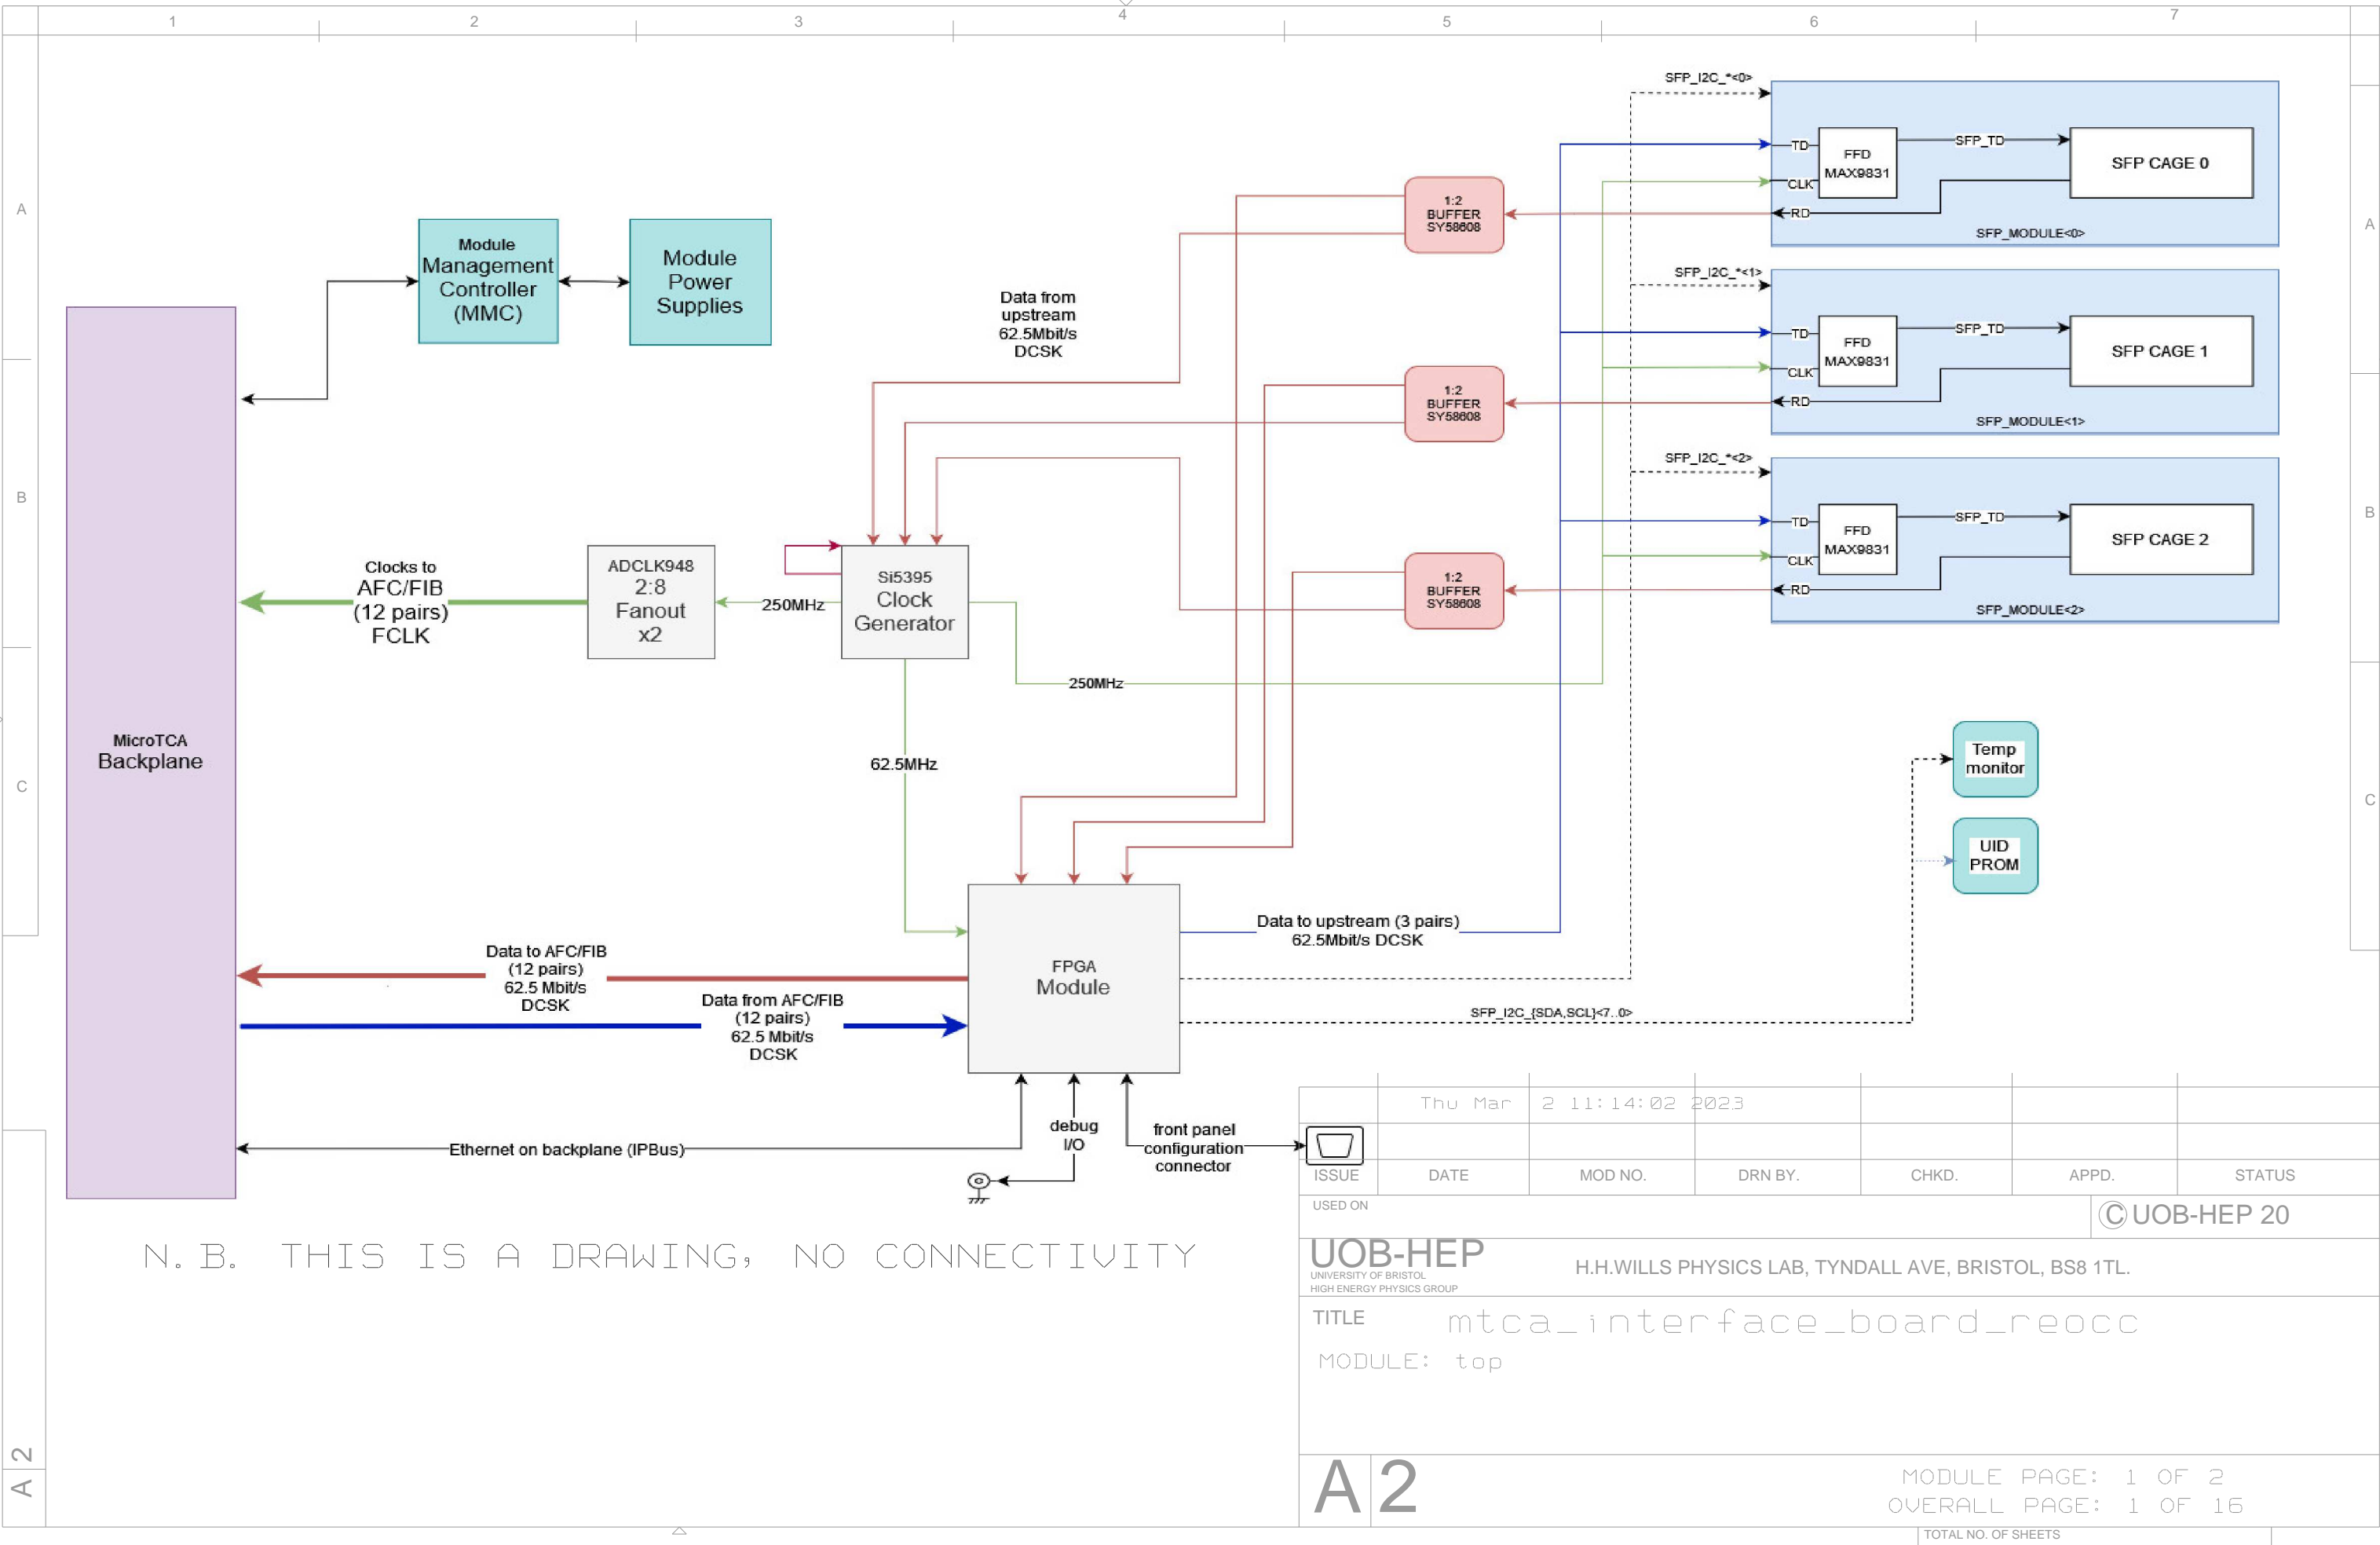 1 2 3 4 5 6 7
A
B
C
A
B
C
SFP_I2C_*<0>
TD
CLK
RD
FFD
MAX9831
SFP_TD
SFP CAGE 0
SFP_MODULE<0>
SFP_I2C_*<1>
TD
CLK
RD
FFD
MAX9831
SFP_TD
SFP CAGE 1
SFP_MODULE<1>
SFP_I2C_*<2>
TD
CLK
RD
FFD
MAX9831
SFP_TD
SFP CAGE 2
SFP_MODULE<2>
1:2
BUFFER
SY58608
1:2
BUFFER
SY58608
1:2
BUFFER
SY58608
Module
Management
Controller
(MMC)
Module
Power
Supplies
Data from
upstream
62.5Mbit/s
DCSK
Clocks to
AFC/FIB
(12 pairs)
FCLK
ADCLK948
2:8
Fanout
x2
250MHz
Si5395
Clock
Generator
250MHz
62.5MHz
MicroTCA
Backplane
Temp
monitor
UID
PROM
Data to AFC/FIB
(12 pairs)
62.5 Mbit/s
DCSK
Data from AFC/FIB
(12 pairs)
62.5 Mbit/s
DCSK
FPGA
Module
Data to upstream (3 pairs)
62.5Mbit/s DCSK
SFP_I2C_{SDA,SCL}<7..0>
Ethernet on backplane (IPBus)
debug
I/O
front panel
configuration
connector
N.B. THIS IS A DRAWING, NO CONNECTIVITY
Thu Mar 2 11:14:02 2023
ISSUE DATE MOD NO. DRN BY. CHKD. APPD. STATUS
USED ON
© UOB-HEP 20
UOB-HEP
UNIVERSITY OF BRISTOL
HIGH ENERGY PHYSICS GROUP
H.H.WILLS PHYSICS LAB, TYNDALL AVE, BRISTOL, BS8 1TL.
TITLE mtca_interface_board_reocc
MODULE: top
A 2
A 2
MODULE PAGE: 1 OF 2
OVERALL PAGE: 1 OF 16
TOTAL NO. OF SHEETS